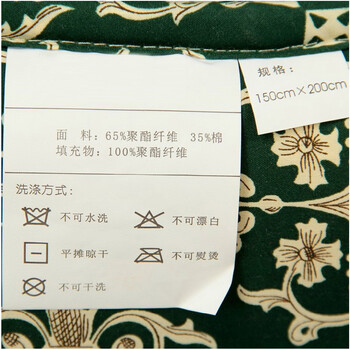 规格:
150cm×200cm
面 料: 65%聚酯纤维 35%棉
填充物: 100%聚酯纤维
洗涤方式:
不可水洗 不可漂白
平摊晾干 不可熨烫
不可干洗